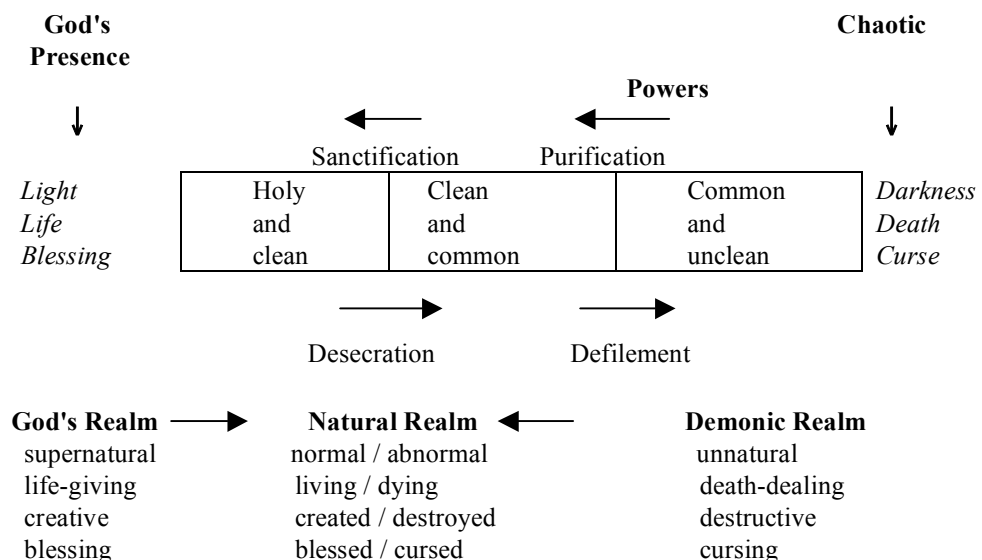 God's Chaotic
Presence
Powers
Sanctification Purification
Light Holy Clean Common Darkness
Life and and and Death
Blessing clean common unclean Curse
Desecration Defilement
God's Realm Natural Realm Demonic Realm
supernatural normal / abnormal unnatural
life-giving living / dying death-dealing
creative created / destroyed destructive
blessing blessed / cursed cursing